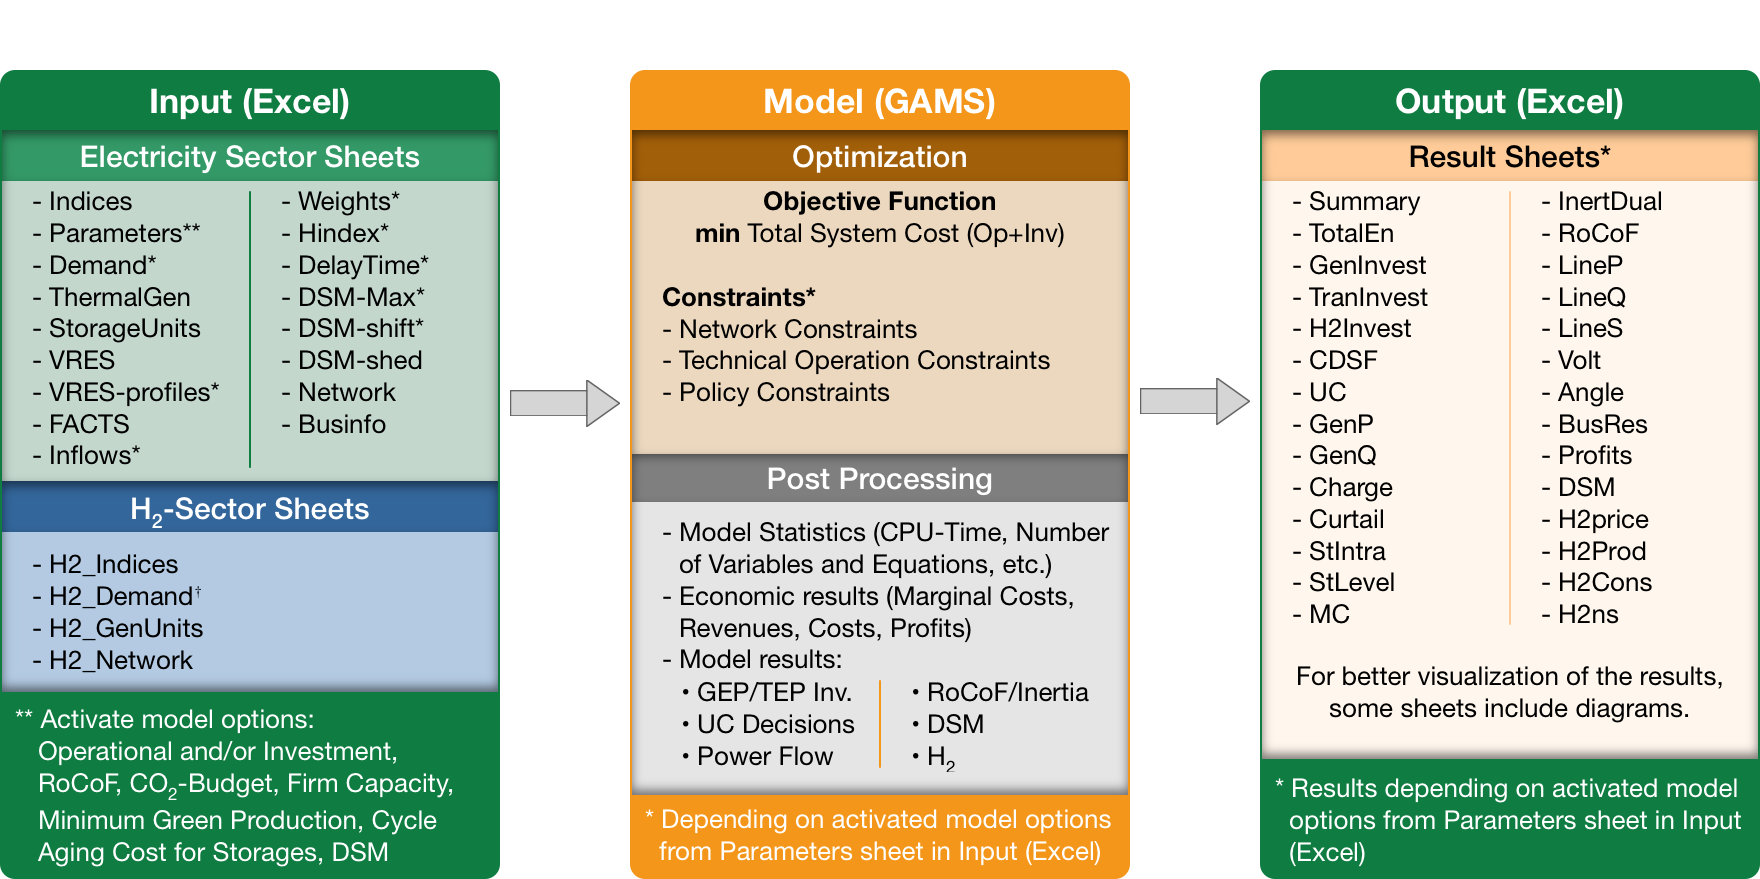 Input (Excel)
Electricity Sector Sheets
- Indices
- Parameters**
- Demand*
- ThermalGen
- StorageUnits
- VRES
- VRES-profiles*
- FACTS
- Inflows*
- Weights*
- Hindex*
- DelayTime*
- DSM-Max*
- DSM-shift*
- DSM-shed
- Network
- Businfo
H₂-Sector Sheets
- H2_Indices
- H2_Demand†
- H2_GenUnits
- H2_Network
** Activate model options:
Operational and/or Investment,
RoCoF, CO₂-Budget, Firm Capacity,
Minimum Green Production, Cycle
Aging Cost for Storages, DSM
Model (GAMS)
Optimization
Objective Function
min Total System Cost (Op+Inv)
Constraints*
- Network Constraints
- Technical Operation Constraints
- Policy Constraints
Post Processing
- Model Statistics (CPU-Time, Number
of Variables and Equations, etc.)
- Economic results (Marginal Costs,
Revenues, Costs, Profits)
- Model results:
• GEP/TEP Inv.
• UC Decisions
• Power Flow
• RoCoF/Inertia
• DSM
• H₂
* Depending on activated model options
from Parameters sheet in Input (Excel)
Output (Excel)
Result Sheets*
- Summary
- TotalEn
- GenInvest
- TranInvest
- H2Invest
- CDSF
- UC
- GenP
- GenQ
- Charge
- Curtail
- StIntra
- StLevel
- MC
- InertDual
- RoCoF
- LineP
- LineQ
- LineS
- Volt
- Angle
- BusRes
- Profits
- DSM
- H2price
- H2Prod
- H2Cons
- H2ns
For better visualization of the results,
some sheets include diagrams.
* Results depending on activated model
options from Parameters sheet in Input
(Excel)